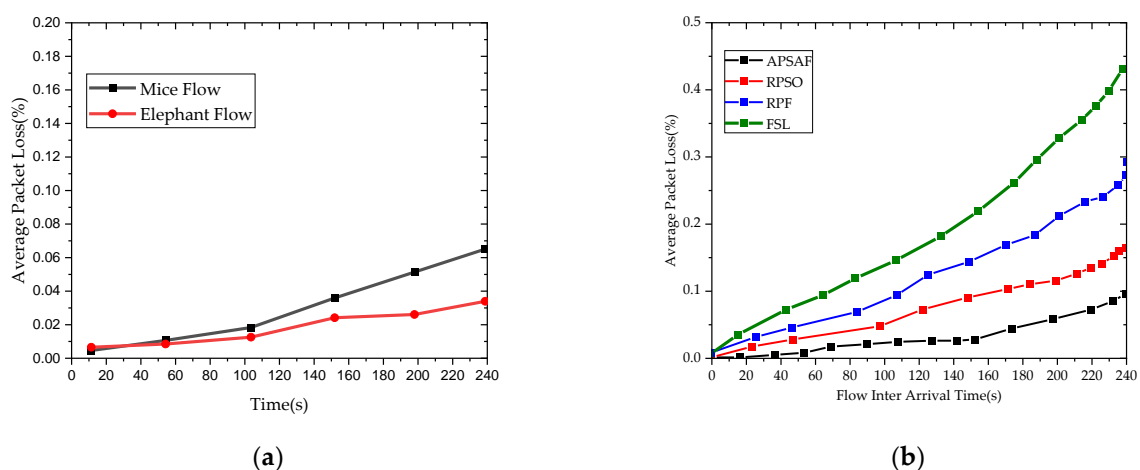 0.20
0.18
0.16
0.14
0.12
0.10
0.08
0.06
0.04
0.02
0.00
Average Packet Loss(%)
Mice Flow
Elephant Flow
0 20 40 60 80 100 120 140 160 180 200 220 240
Time(s)
(a)
0.5
0.4
0.3
0.2
0.1
0.0
Average Packet Loss(%)
APSAF
RPSO
RPF
FSL
0 20 40 60 80 100 120 140 160 180 200 220 240
Flow Inter Arrival Time(s)
(b)